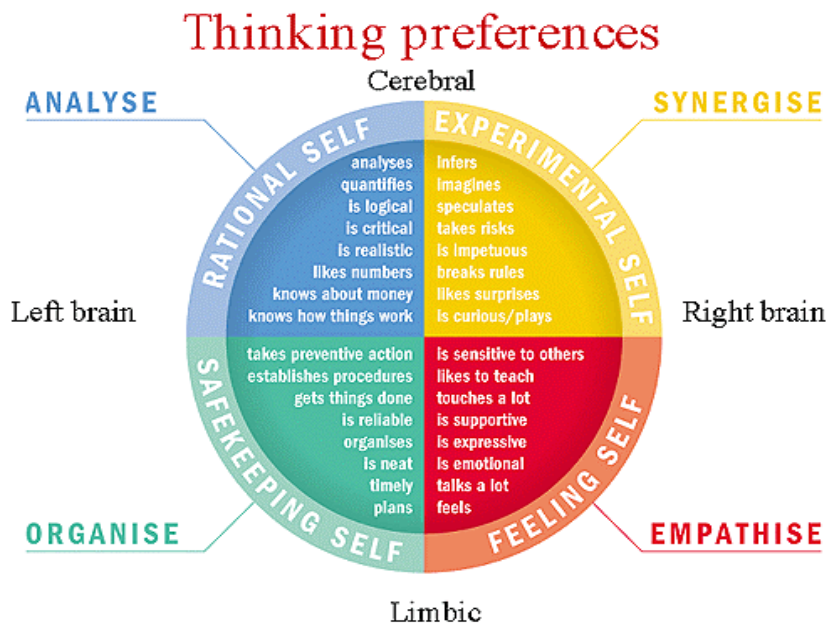 Thinking preferences
Cerebral
ANALYSE
SYNERGISE
RATIONAL SELF
EXPERIMENTAL SELF
analyses
quantifies
is logical
is critical
is realistic
likes numbers
knows about money
knows how things work
infers
imagines
speculates
takes risks
is impetuous
breaks rules
likes surprises
is curious/plays
Left brain
Right brain
takes preventive action
establishes procedures
gets things done
is reliable
organises
is neat
timely
plans
is sensitive to others
likes to teach
touches a lot
is supportive
is expressive
is emotional
talks a lot
feels
SAFEKEEPING SELF
FEELING SELF
ORGANISE
EMPATHISE
Limbic